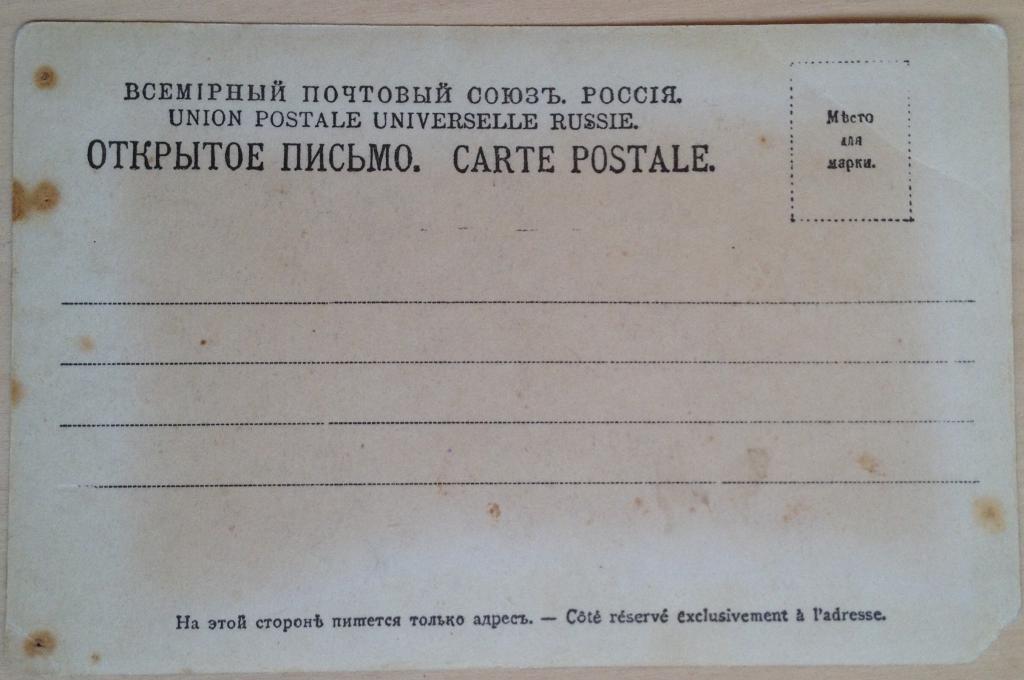 ВСЕМІРНЫЙ ПОЧТОВЫЙ СОЮЗЪ. РОССІЯ.
UNION POSTALE UNIVERSELLE RUSSIE.
ОТКРЫТОЕ ПИСЬМО. CARTE POSTALE.
Мѣсто
для
марки.
На этой сторонѣ пишется только адресъ. — Côté réservé exclusivement à l'adresse.